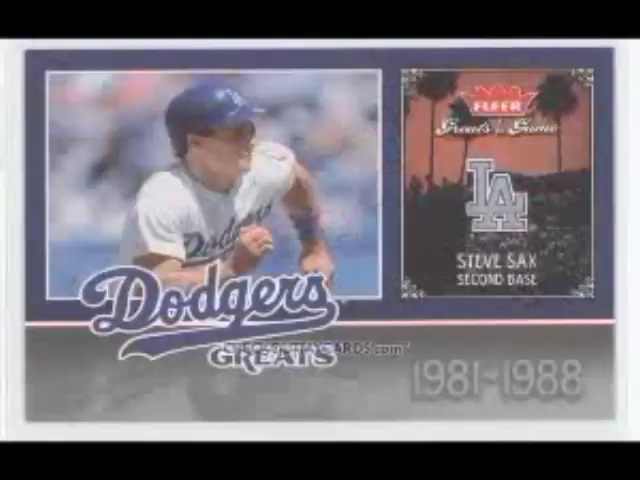 FLEER
Greats of the Game
LA
STEVE SAX
SECOND BASE
Dodgers
Dodgers
GREATS
1981-1988